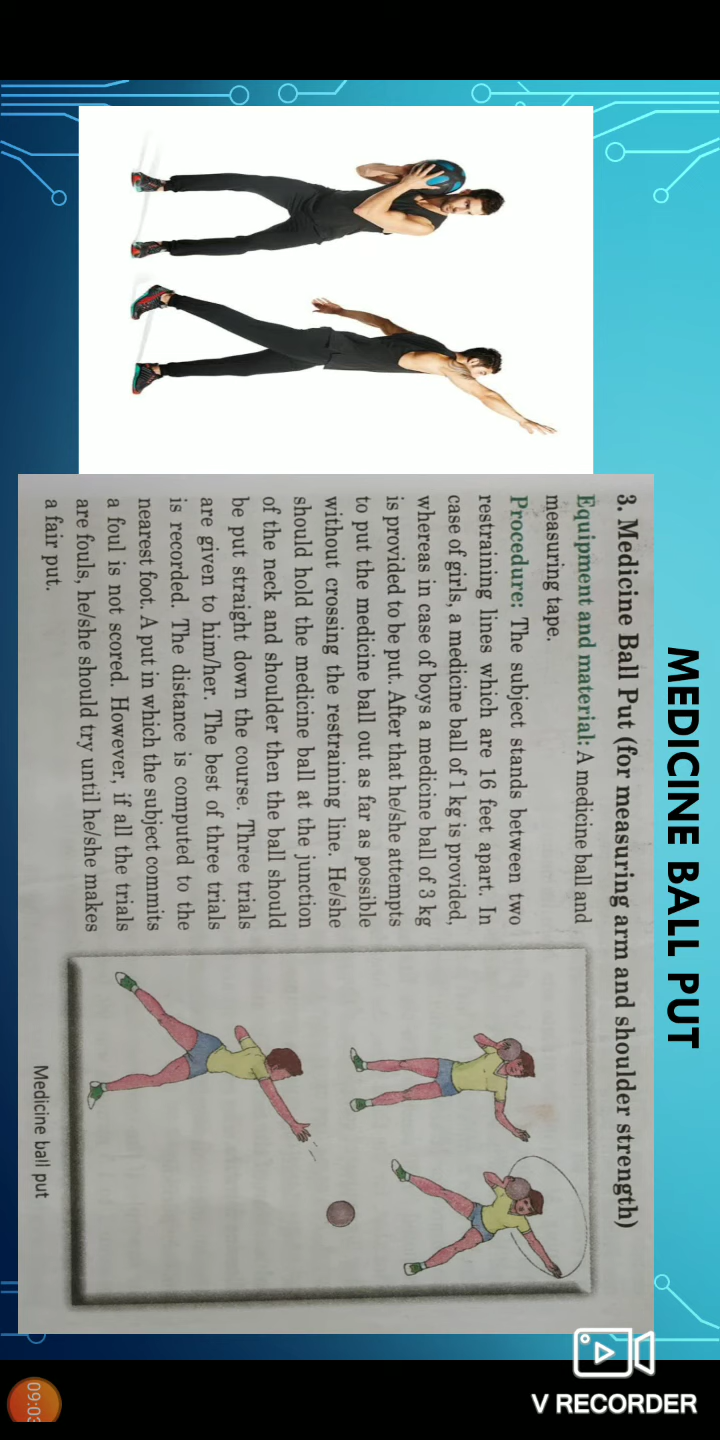 MEDICINE BALL PUT
3. Medicine Ball Put (for measuring arm and shoulder strength)
Equipment and material: A medicine ball and
measuring tape.
Procedure: The subject stands between two
restraining lines which are 16 feet apart. In
case of girls, a medicine ball of 1 kg is provided,
whereas in case of boys a medicine ball of 3 kg
is provided to be put. After that he/she attempts
to put the medicine ball out as far as possible
without crossing the restraining line. He/she
should hold the medicine ball at the junction
of the neck and shoulder then the ball should
be put straight down the course. Three trials
are given to him/her. The best of three trials
is recorded. The distance is computed to the
nearest foot. A put in which the subject commits
a foul is not scored. However, if all the trials
are fouls, he/she should try until he/she makes
a fair put.
Medicine ball put
V RECORDER